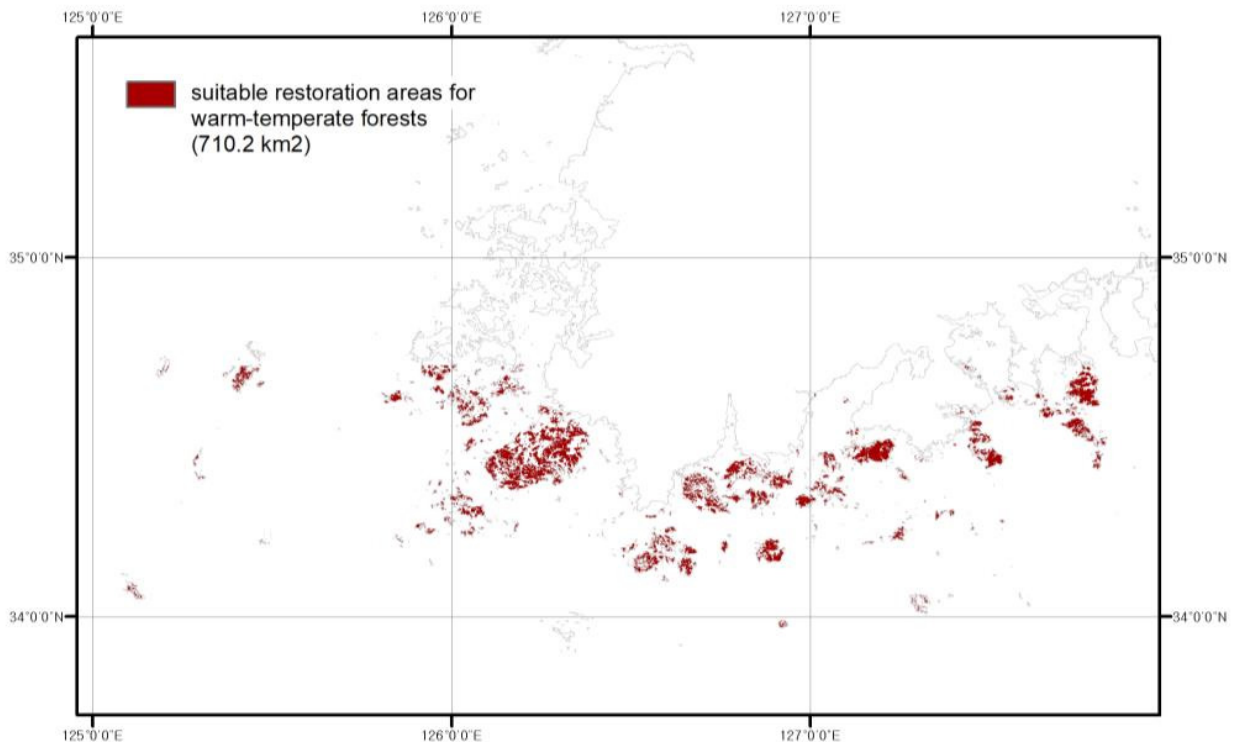 125°0'0"E 126°0'0"E 127°0'0"E
suitable restoration areas for
warm-temperate forests
(710.2 km2)
35°0'0"N 35°0'0"N
34°0'0"N 34°0'0"N
125°0'0"E 126°0'0"E 127°0'0"E